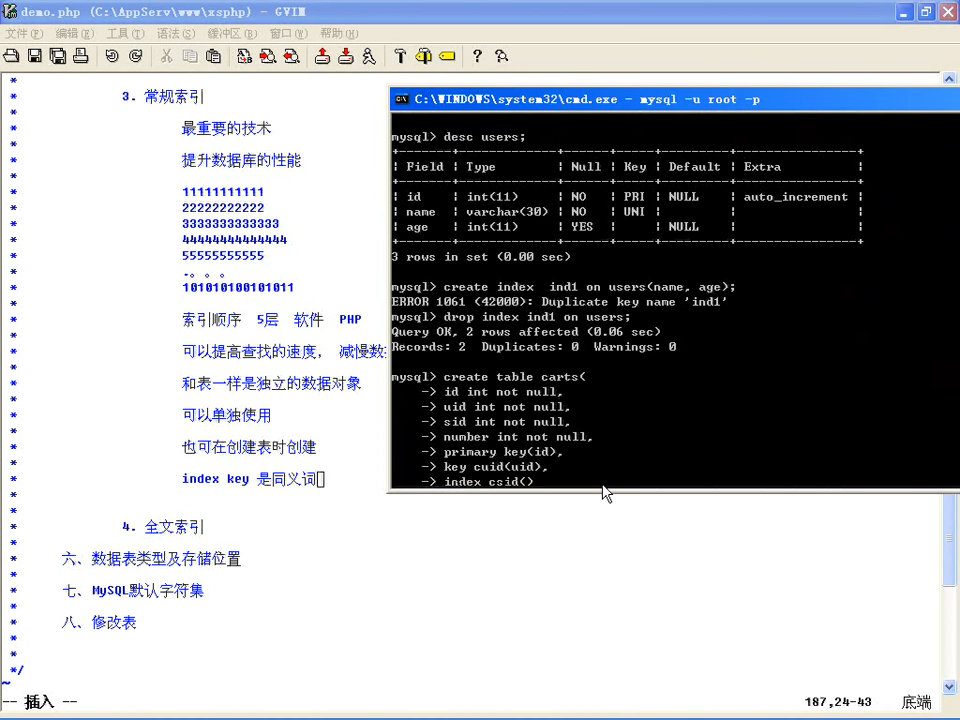 demo.php (C:\AppServ\www\xsphp) - GVIM
文件(F) 编辑(E) 工具(T) 语法(S) 缓冲区(B) 窗口(W) 帮助(H)
* 3. 常规索引
* 最重要的技术
* 提升数据库的性能
* 11111111111
* 22222222222
* 3333333333333
* 44444444444444
* 55555555555
* .。。。
* 101010100101011
* 索引顺序 5层 软件 PHP
* 可以提高查找的速度, 减慢数
* 和表一样是独立的数据对象
* 可以单独使用
* 也可在创建表时创建
* index key 是同义词
* 4. 全文索引
* 六、数据表类型及存储位置
* 七、MySQL默认字符集
* 八、修改表
*
*
*/
~
-- 插入 --
187,24-43 底端
C:\WINDOWS\system32\cmd.exe - mysql -u root -p
mysql> desc users;
+-------+-------------+------+-----+---------+----------------+
| Field | Type | Null | Key | Default | Extra |
+-------+-------------+------+-----+---------+----------------+
| id | int(11) | NO | PRI | NULL | auto_increment |
| name | varchar(30) | NO | UNI | | |
| age | int(11) | YES | | NULL | |
+-------+-------------+------+-----+---------+----------------+
3 rows in set (0.00 sec)
mysql> create index ind1 on users(name, age);
ERROR 1061 (42000): Duplicate key name 'ind1'
mysql> drop index ind1 on users;
Query OK, 2 rows affected (0.06 sec)
Records: 2 Duplicates: 0 Warnings: 0
mysql> create table carts(
-> id int not null,
-> uid int not null,
-> sid int not null,
-> number int not null,
-> primary key(id),
-> key cuid(uid),
-> index csid()